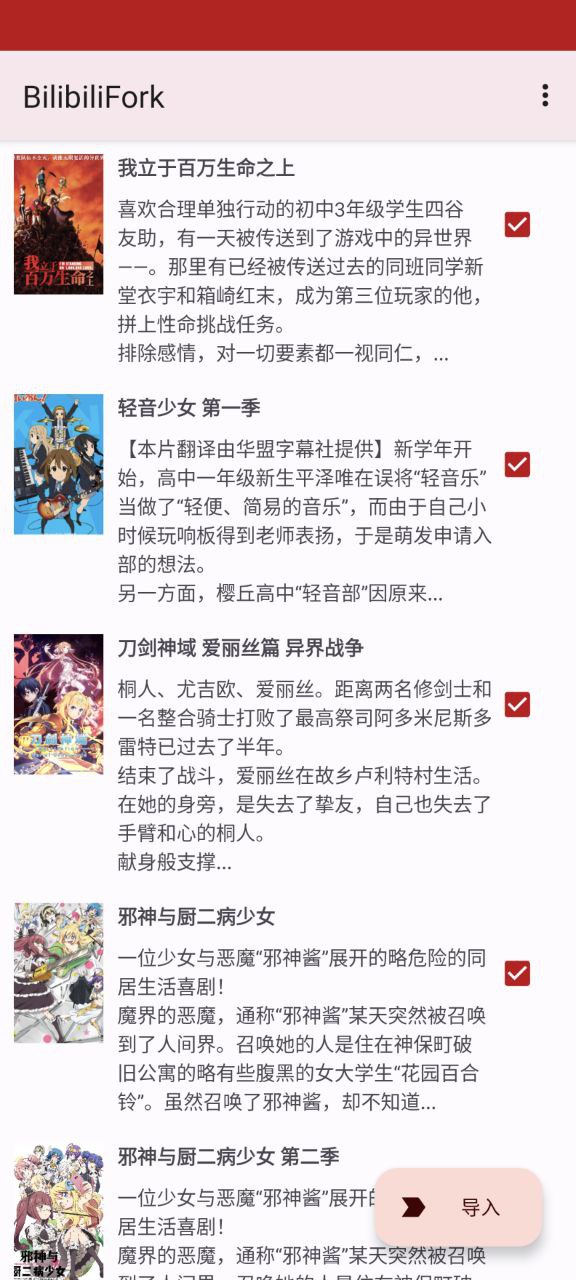 BilibiliFork
我立于百万生命之上
喜欢合理单独行动的初中3年级学生四谷
友助，有一天被传送到了游戏中的异世界
——。那里有已经被传送过去的同班同学新
堂衣宇和箱崎红末，成为第三位玩家的他，
拼上性命挑战任务。
排除感情，对一切要素都一视同仁，...
我立于
百万生命之上
轻音少女 第一季
【本片翻译由华盟字幕社提供】新学年开
始，高中一年级新生平泽唯在误将“轻音乐”
当做了“轻便、简易的音乐”，而由于自己小
时候玩响板得到老师表扬，于是萌发申请入
部的想法。
另一方面，樱丘高中“轻音部”因原来...
刀剑神域 爱丽丝篇 异界战争
桐人、尤吉欧、爱丽丝。距离两名修剑士和
一名整合骑士打败了最高祭司阿多米尼斯多
雷特已过去了半年。
结束了战斗，爱丽丝在故乡卢利特村生活。
在她的身旁，是失去了挚友，自己也失去了
手臂和心的桐人。
献身般支撑...
刀剑神域
邪神与厨二病少女
一位少女与恶魔“邪神酱”展开的略危险的同
居生活喜剧！
魔界的恶魔，通称“邪神酱”某天突然被召唤
到了人间界。召唤她的人是住在神保町破
旧公寓的略有些腹黑的女大学生“花园百合
铃”。虽然召唤了邪神酱，却不知道...
邪神与厨二病少女 第二季
一位少女与恶魔“邪神酱”展开
居生活喜剧！
魔界的恶魔，通称“邪神酱”某天突然被召唤
邪神与
厨二病少女
导入